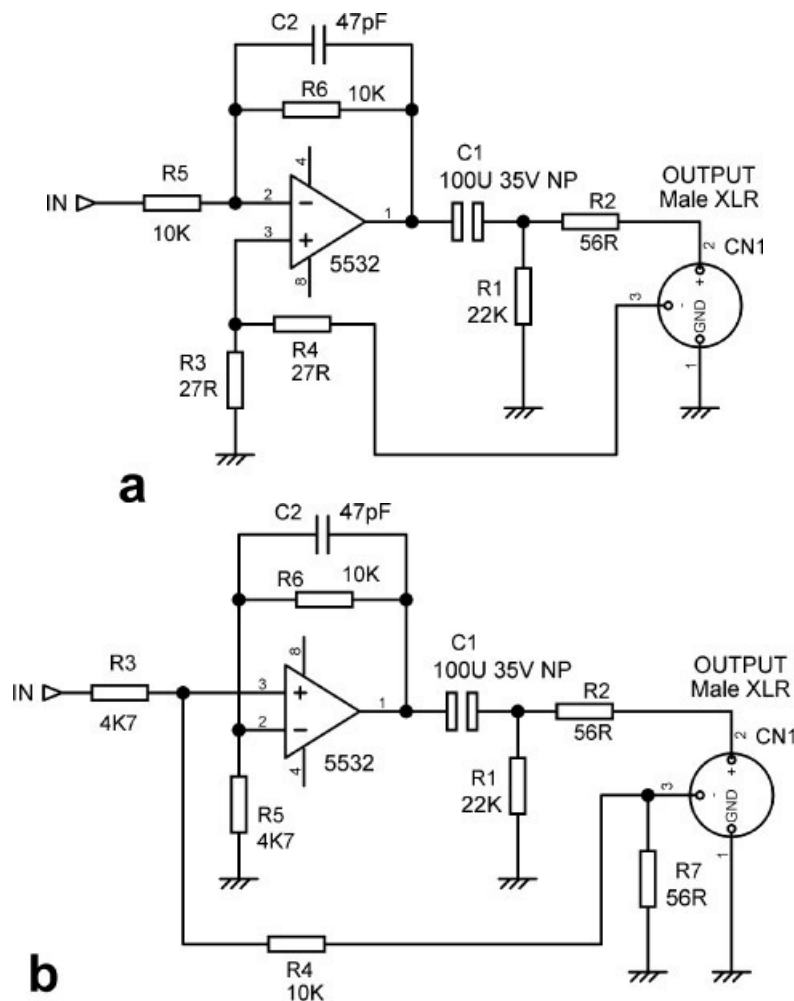 C2 47pF
R6 10K
4
C1
100U 35V NP
OUTPUT
Male XLR
R5
IN
10K
2
-
3
+
1
5532
8
R2
56R
2
CN1
+
-
GND
3
1
R1
22K
R3
27R
R4
27R
a
C2 47pF
R6 10K
8
C1
100U 35V NP
OUTPUT
Male XLR
R3
IN
4K7
3
+
2
-
1
5532
4
R2
56R
2
CN1
+
-
GND
3
1
R5
4K7
R1
22K
R7
56R
R4
10K
b